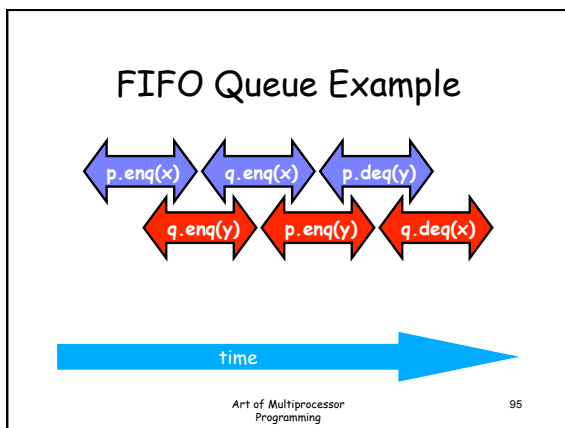 FIFO Queue Example
p.enq(x) q.enq(x) p.deq(y)
q.enq(y) p.enq(y) q.deq(x)
time
Art of Multiprocessor
Programming
95